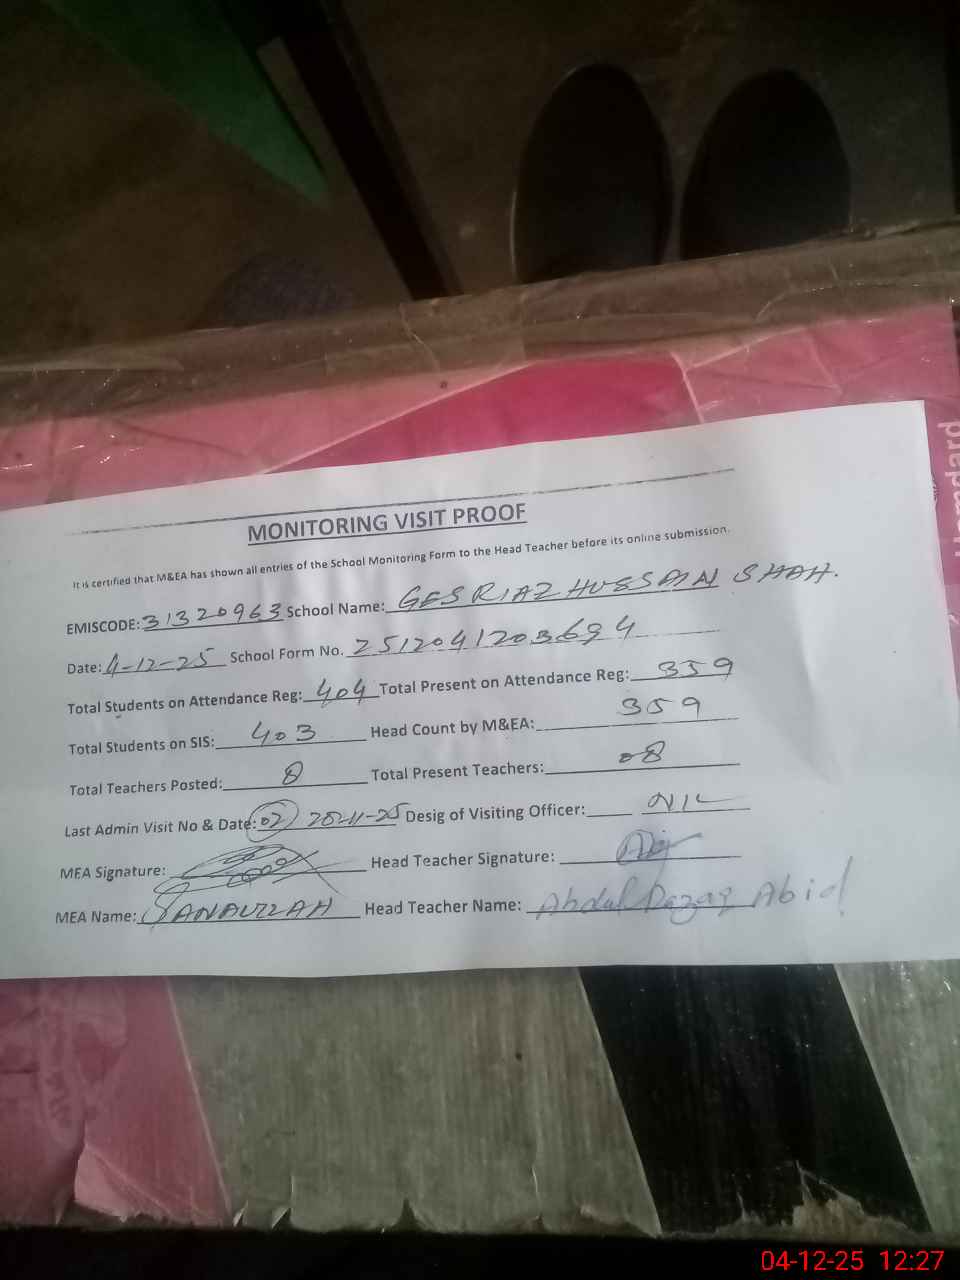 MONITORING VISIT PROOF
It is certified that M&EA has shown all entries of the School Monitoring Form to the Head Teacher before its online submission.
EMISCODE: 31320963 School Name: GES RIAZ HUSSAIN SHAH.
Date: 4-12-25 School Form No. 2512041203694
Total Students on Attendance Reg: 404 Total Present on Attendance Reg: 359
Total Students on SIS: 403 Head Count by M&EA: 359
Total Teachers Posted: 8 Total Present Teachers: 08
Last Admin Visit No & Date: 02 20-11-25 Desig of Visiting Officer: NIL
MEA Signature: Head Teacher Signature:
MEA Name: SANAULLAH Head Teacher Name: Abdul Razaq Abid
Hamdard
04-12-25 12:27